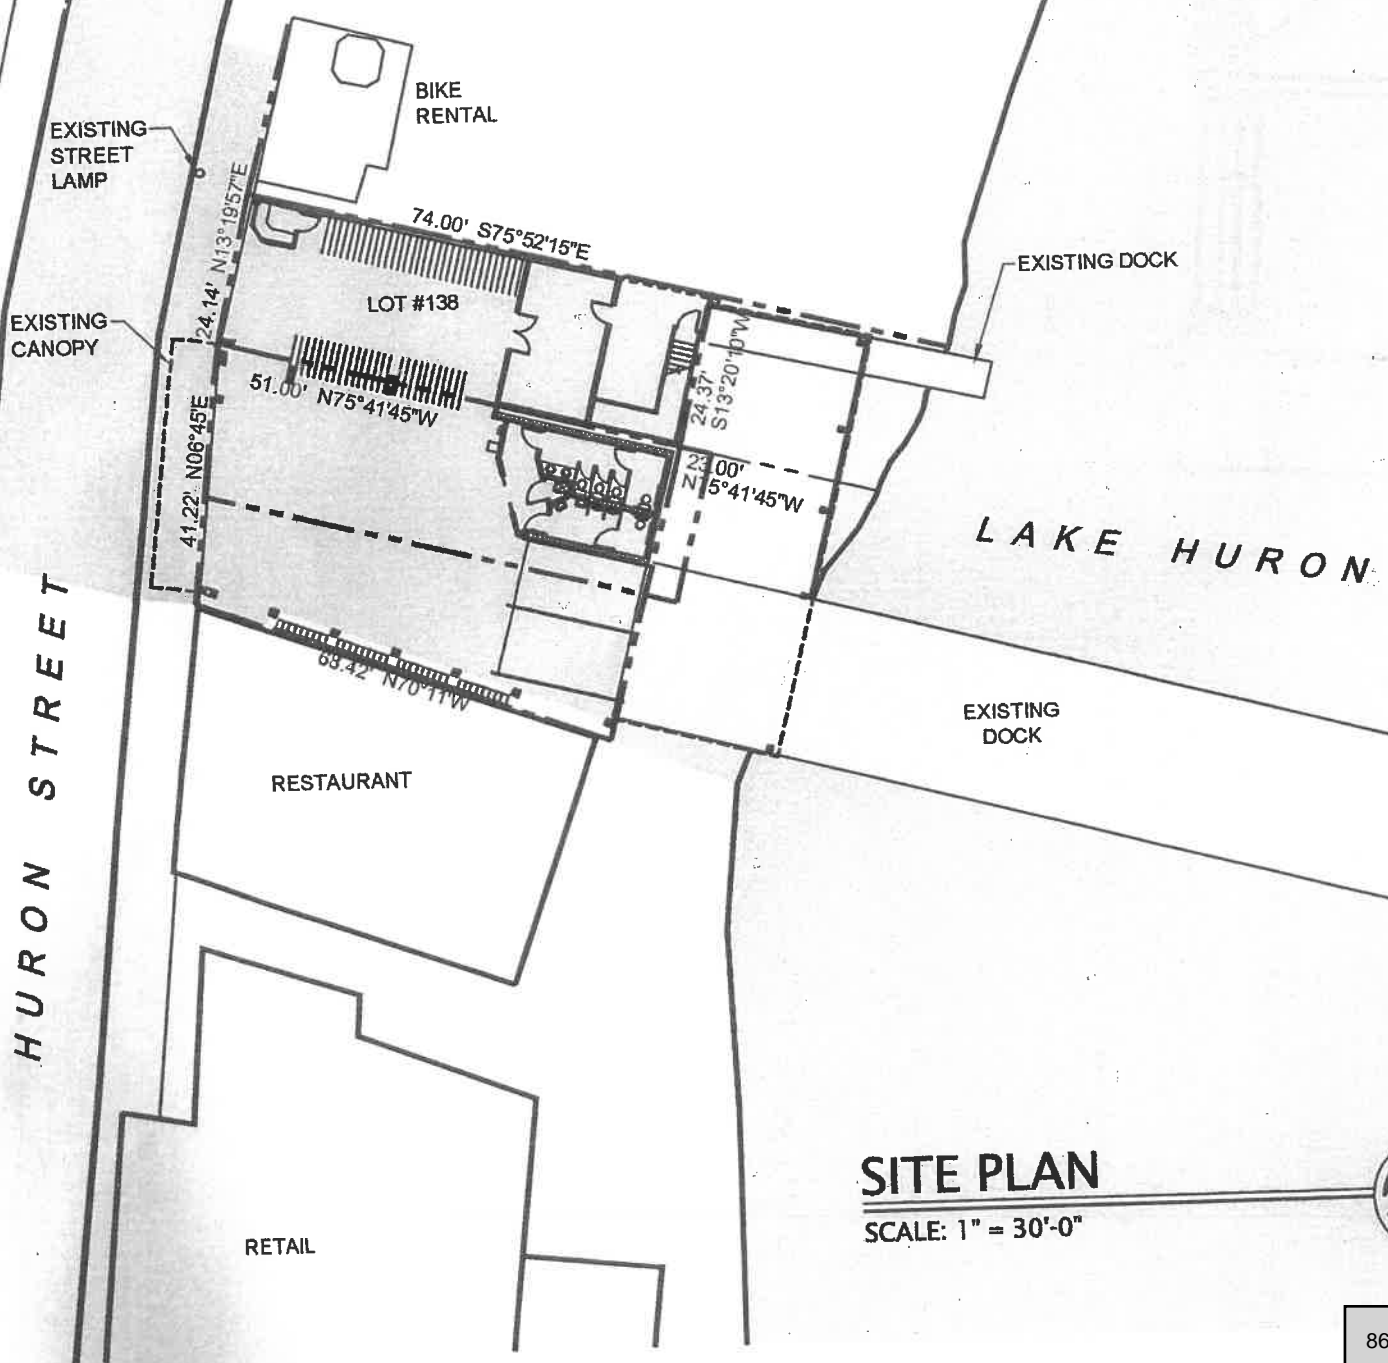 BIKE
RENTAL
EXISTING
STREET
LAMP
24.14' N13°19'57"E
74.00' S75°52'15"E
EXISTING DOCK
LOT #138
EXISTING
CANOPY
51.00' N75°41'45"W
24.37'
S13°20'10"W
41.22' N06°45'E
23.00'
N75°41'45"W
LAKE HURON
68.42' N70°11'W
HURON STREET
EXISTING
DOCK
RESTAURANT
SITE PLAN
SCALE: 1" = 30'-0"
RETAIL
86